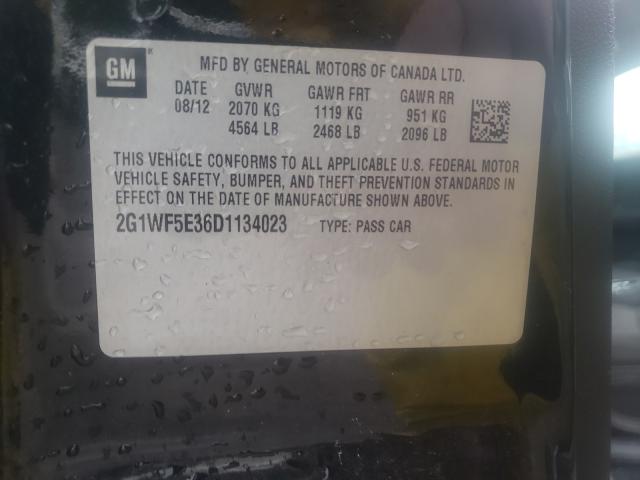 GM
MFD BY GENERAL MOTORS OF CANADA LTD.
DATE GVWR GAWR FRT GAWR RR
08/12 2070 KG 1119 KG 951 KG
4564 LB 2468 LB 2096 LB
THIS VEHICLE CONFORMS TO ALL APPLICABLE U.S. FEDERAL MOTOR
VEHICLE SAFETY, BUMPER, AND THEFT PREVENTION STANDARDS IN
EFFECT ON THE DATE OF MANUFACTURE SHOWN ABOVE.
2G1WF5E36D1134023 TYPE: PASS CAR